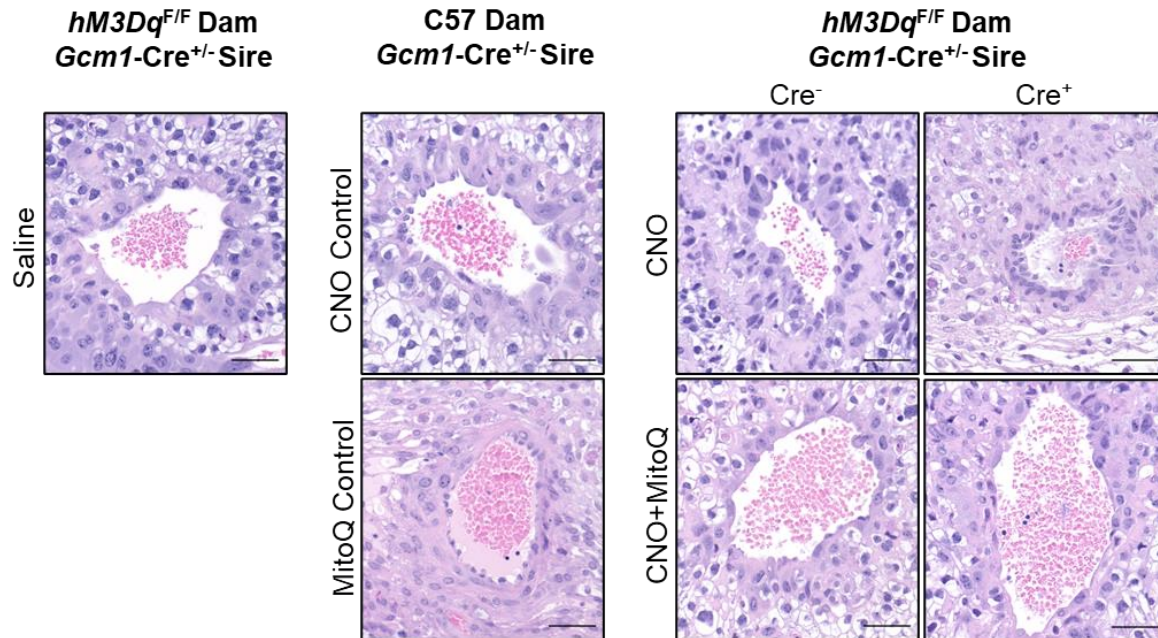 hM3Dq^F/F Dam
Gcm1-Cre^+/- Sire
C57 Dam
Gcm1-Cre^+/- Sire
hM3Dq^F/F Dam
Gcm1-Cre^+/- Sire
Cre^-
Cre^+
Saline
CNO Control
CNO
MitoQ Control
CNO+MitoQ